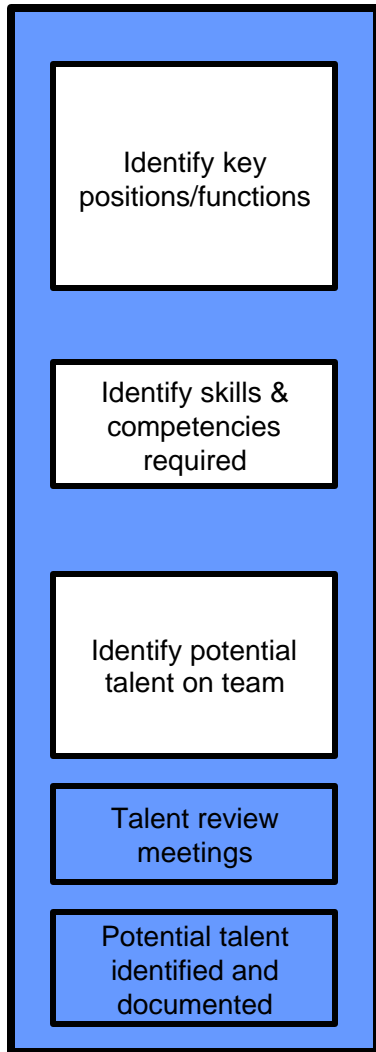 Identify key
positions/functions
Identify skills &
competencies
required
Identify potential
talent on team
Talent review
meetings
Potential talent
identified and
documented